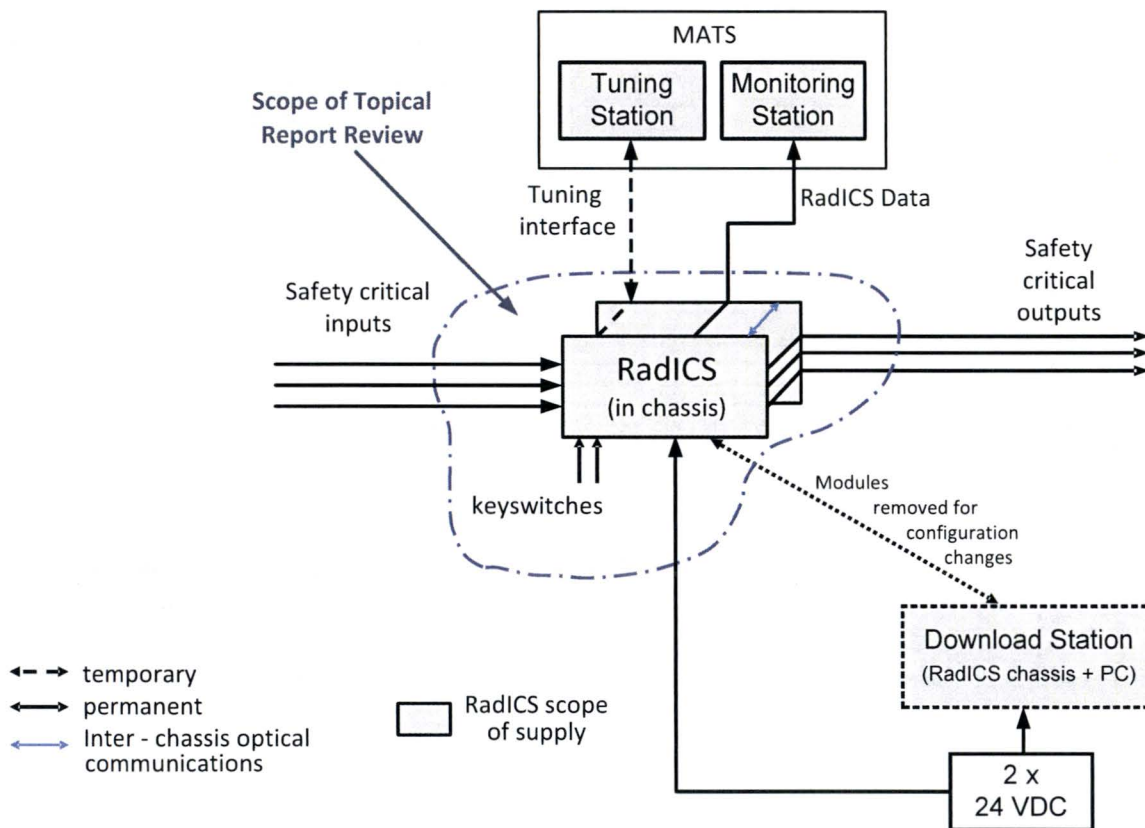 MATS
Tuning
Station
Monitoring
Station
Scope of Topical
Report Review
Tuning
interface
RadICS Data
Safety critical
inputs
Safety
critical
outputs
RadICS
(in chassis)
keyswitches
Modules
removed for
configuration
changes
Download Station
(RadICS chassis + PC)
2 x
24 VDC
temporary
permanent
Inter - chassis optical
communications
RadICS scope
of supply